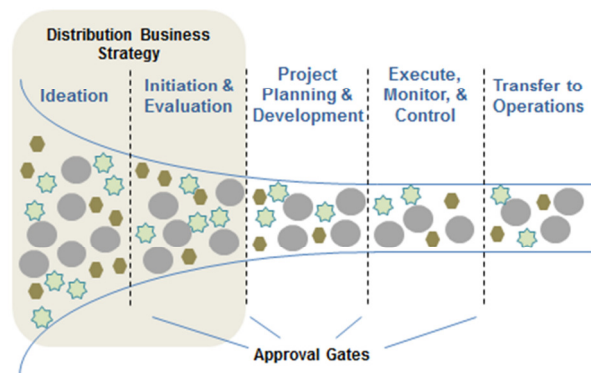 Distribution Business
Strategy
Ideation
Initiation &
Evaluation
Project
Planning &
Development
Execute,
Monitor, &
Control
Transfer to
Operations
Approval Gates